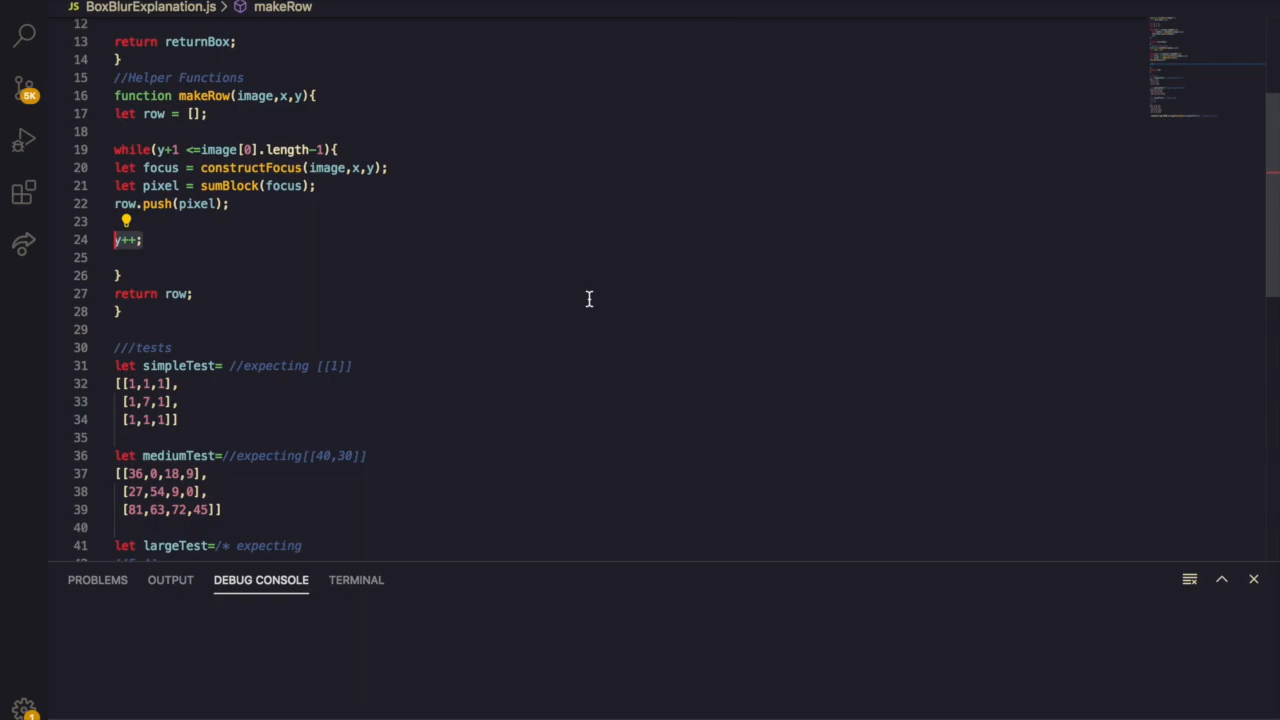 JS BoxBlurExplanation.js > makeRow
12
13 return returnBox;
14 }
15 //Helper Functions
16 function makeRow(image,x,y){
17 let row = [];
18
19 while(y+1 <=image[0].length-1){
20 let focus = constructFocus(image,x,y);
21 let pixel = sumBlock(focus);
22 row.push(pixel);
23
24 y++;
25
26 }
27 return row;
28 }
29
30 ///tests
31 let simpleTest= //expecting [[1]]
32 [[1,1,1],
33 [1,7,1],
34 [1,1,1]]
35
36 let mediumTest=//expecting[[40,30]]
37 [[36,0,18,9],
38 [27,54,9,0],
39 [81,63,72,45]]
40
41 let largeTest=/* expecting
5K
PROBLEMS OUTPUT DEBUG CONSOLE TERMINAL
1